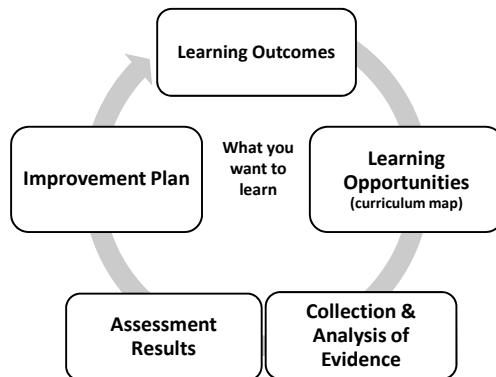 Learning Outcomes
What you
want to
learn
Learning
Opportunities
(curriculum map)
Improvement Plan
Collection &
Analysis of
Evidence
Assessment
Results